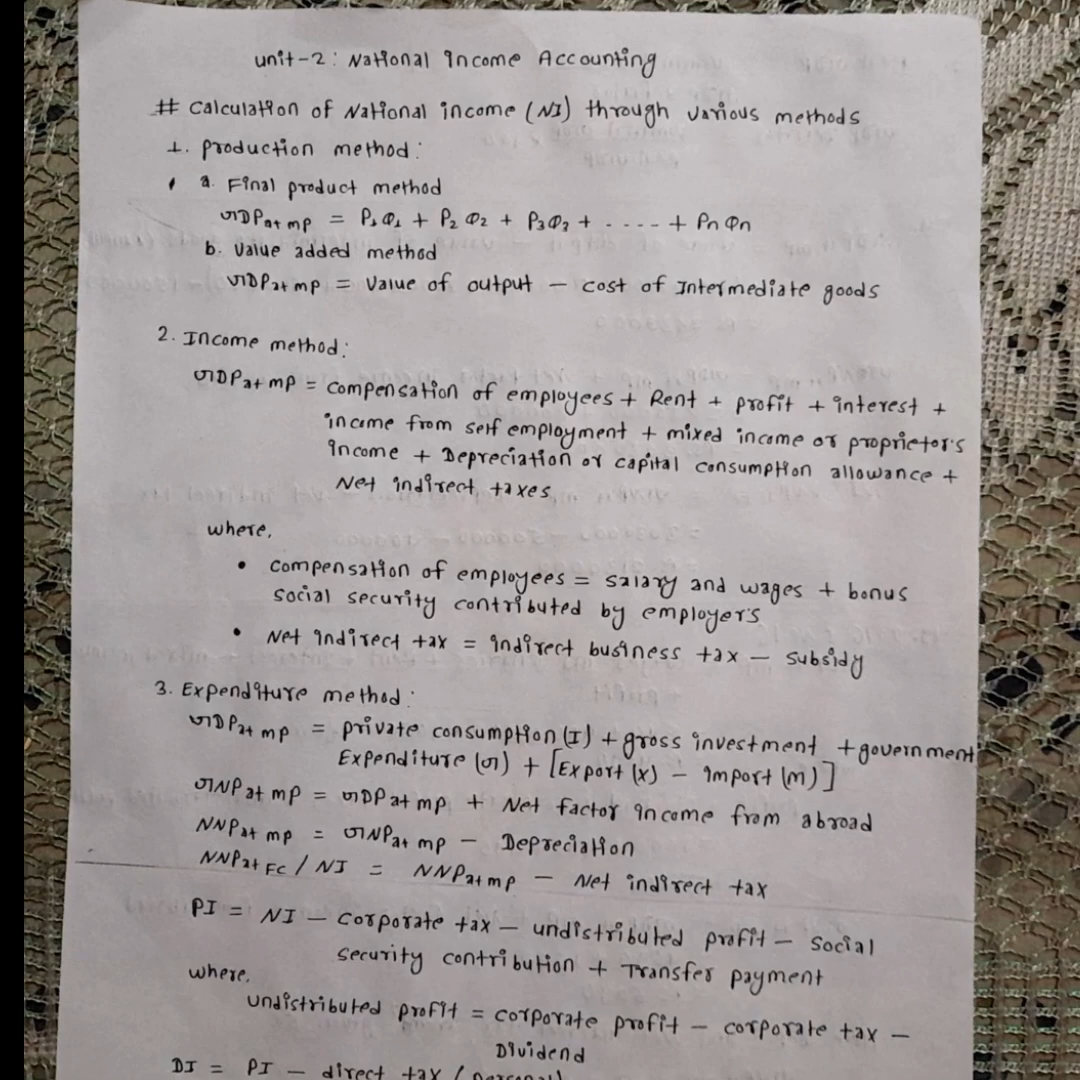 unit-2: National Income Accounting
# Calculation of National income (NI) through various methods
1. production method:
a. Final product method
GDPat mp = P1Q1 + P2Q2 + P3Q3 + ..... + PnQn
b. Value added method
GDPat mp = Value of output - cost of Intermediate goods
2. Income method:
GDPat mp = compensation of employees + Rent + profit + interest +
income from self employment + mixed income or proprietor's
income + Depreciation or capital consumption allowance +
Net indirect taxes
where,
• compensation of employees = salary and wages + bonus
social security contributed by employer's
• Net indirect tax = indirect business tax - subsidy
3. Expenditure method:
GDPat mp = private consumption (I) + gross investment + government
Expenditure (G) + [Export (X) - Import (M)]
GNPat mp = GDPat mp + Net factor income from abroad
NNPat mp = GNPat mp - Depreciation
NNPat FC / NI = NNPat mp - Net indirect tax
PI = NI - corporate tax - undistributed profit - social
security contribution + Transfer payment
where,
undistributed profit = corporate profit - corporate tax -
Dividend
DI = PI - direct tax (personal)